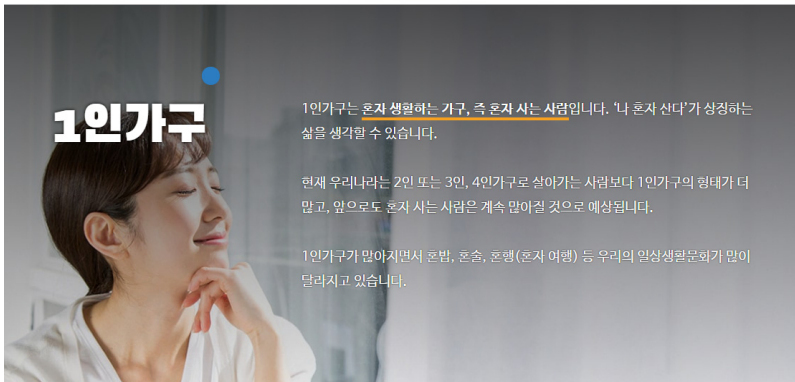 1인가구
1인가구는 혼자 생활하는 가구, 즉 혼자 사는 사람입니다. ‘나 혼자 산다’가 상징하는
삶을 생각할 수 있습니다.
현재 우리나라는 2인 또는 3인, 4인가구로 살아가는 사람보다 1인가구의 형태가 더
많고, 앞으로도 혼자 시는 사람은 계속 많아질 것으로 예상됩니다.
1인가구가 많아지면서 혼밥, 혼술, 혼행(혼자 여행) 등 우리의 일상생활문화가 많이
달라지고 있습니다.